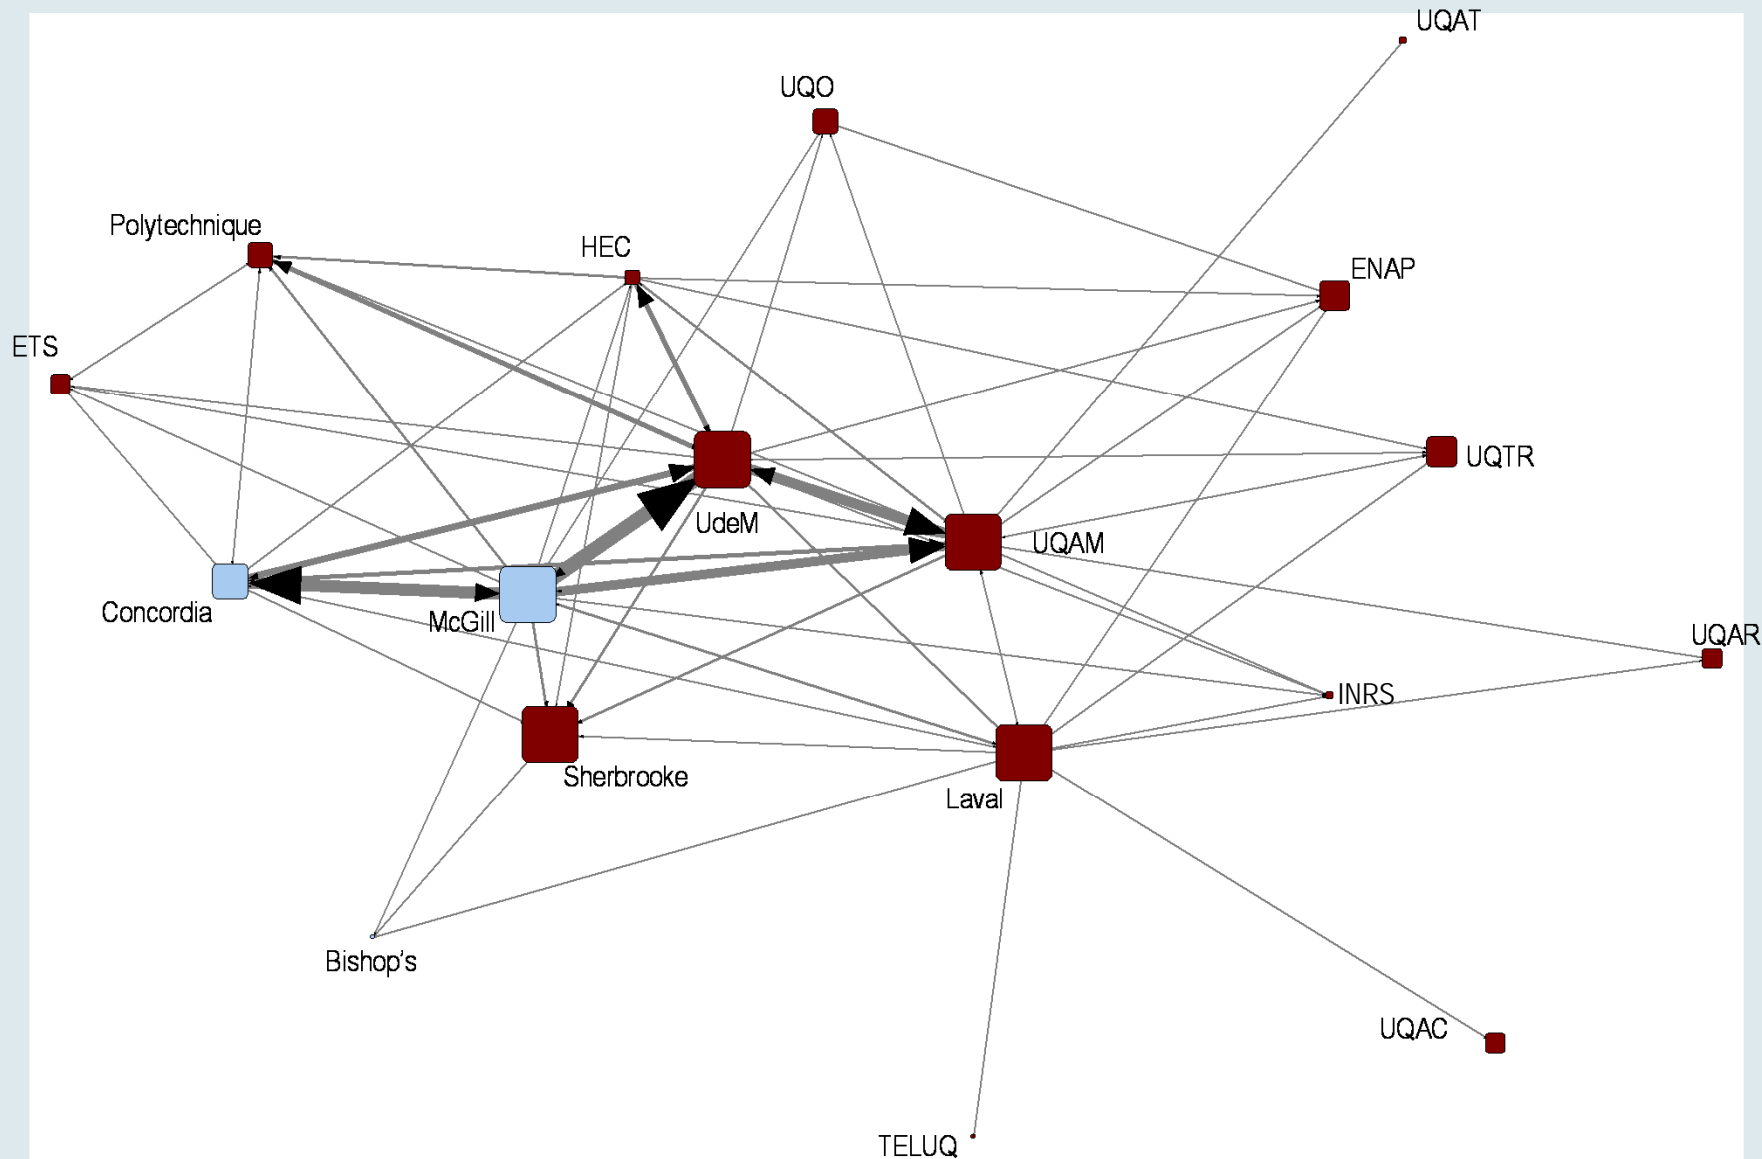 UQAT
UQO
Polytechnique
HEC
ENAP
ETS
UQTR
UdeM
UQAM
Concordia
McGill
UQAR
INRS
Sherbrooke
Laval
Bishop's
UQAC
TELUQ